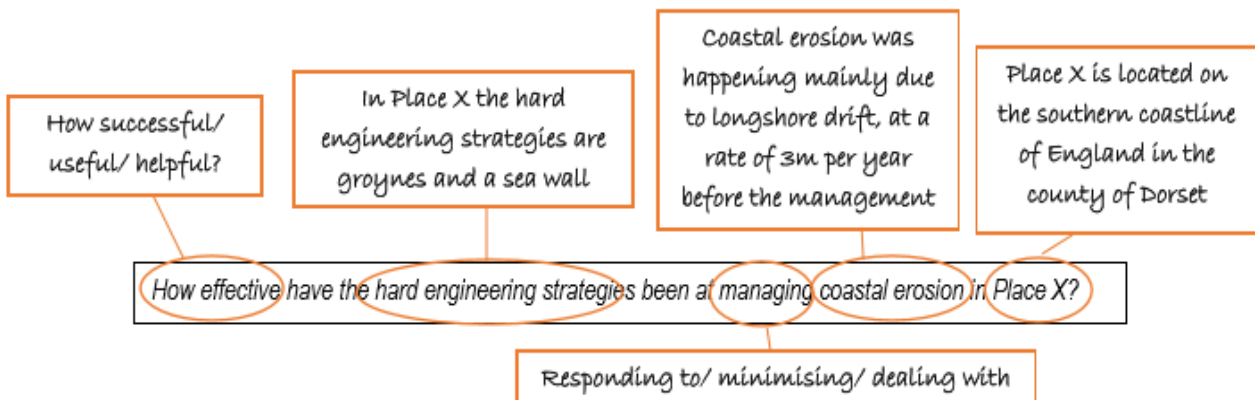 How successful/
useful/ helpful?
In Place X the hard
engineering strategies are
groynes and a sea wall
Coastal erosion was
happening mainly due
to longshore drift, at a
rate of 3m per year
before the management
Place X is located on
the southern coastline
of England in the
county of Dorset
How effective have the hard engineering strategies been at managing coastal erosion in Place X?
Responding to/ minimising/ dealing with